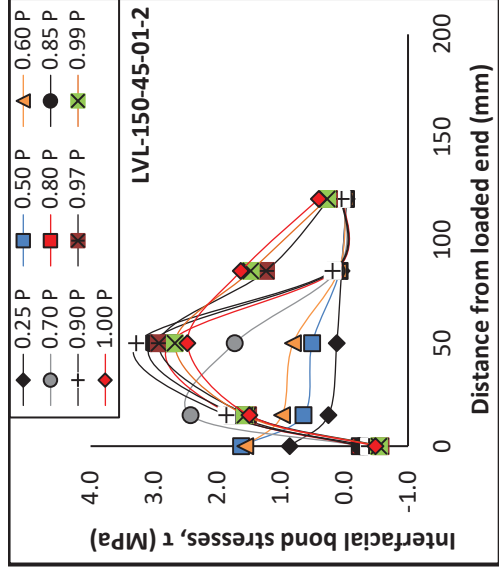 0.25 P 0.50 P 0.60 P
0.70 P 0.80 P 0.85 P
0.90 P 0.97 P 0.99 P
1.00 P
LVL-150-45-01-2
Interfacial bond stresses, τ (MPa)
4.0
3.0
2.0
1.0
0.0
-1.0
0 50 100 150 200
Distance from loaded end (mm)